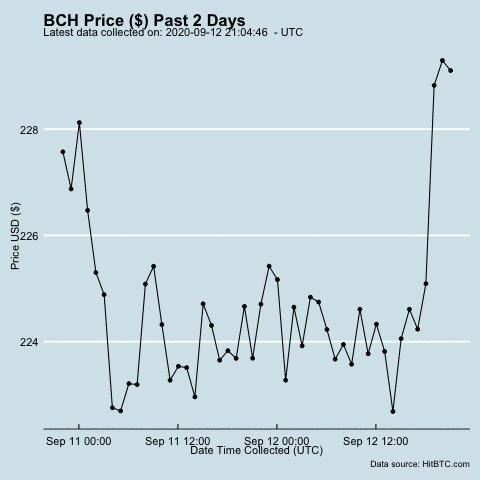 BCH Price ($) Past 2 Days
Latest data collected on: 2020-09-12 21:04:46  - UTC
228
226
224
Price USD ($)
Sep 11 00:00 Sep 11 12:00 Sep 12 00:00 Sep 12 12:00
Date Time Collected (UTC)
Data source: HitBTC.com